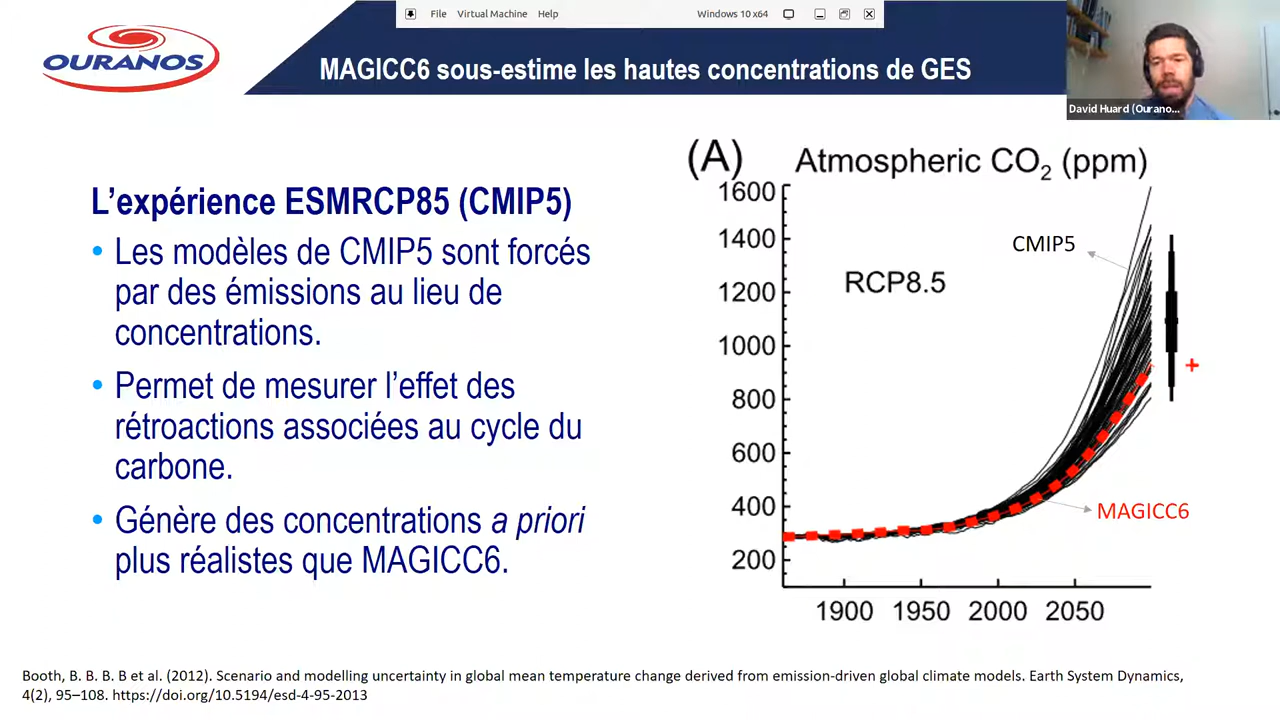 File Virtual Machine Help
Windows 10 x64
OURANOS
MAGICC6 sous-estime les hautes concentrations de GES
David Huard (Ourano...
L'expérience ESMRCP85 (CMIP5)
• Les modèles de CMIP5 sont forcés
par des émissions au lieu de
concentrations.
• Permet de mesurer l'effet des
rétroactions associées au cycle du
carbone.
• Génère des concentrations a priori
plus réalistes que MAGICC6.
(A) Atmospheric CO₂ (ppm)
1600
1400
1200
1000
800
600
400
200
CMIP5
RCP8.5
MAGICC6
1900 1950 2000 2050
Booth, B. B. B. B et al. (2012). Scenario and modelling uncertainty in global mean temperature change derived from emission-driven global climate models. Earth System Dynamics,
4(2), 95–108. https://doi.org/10.5194/esd-4-95-2013